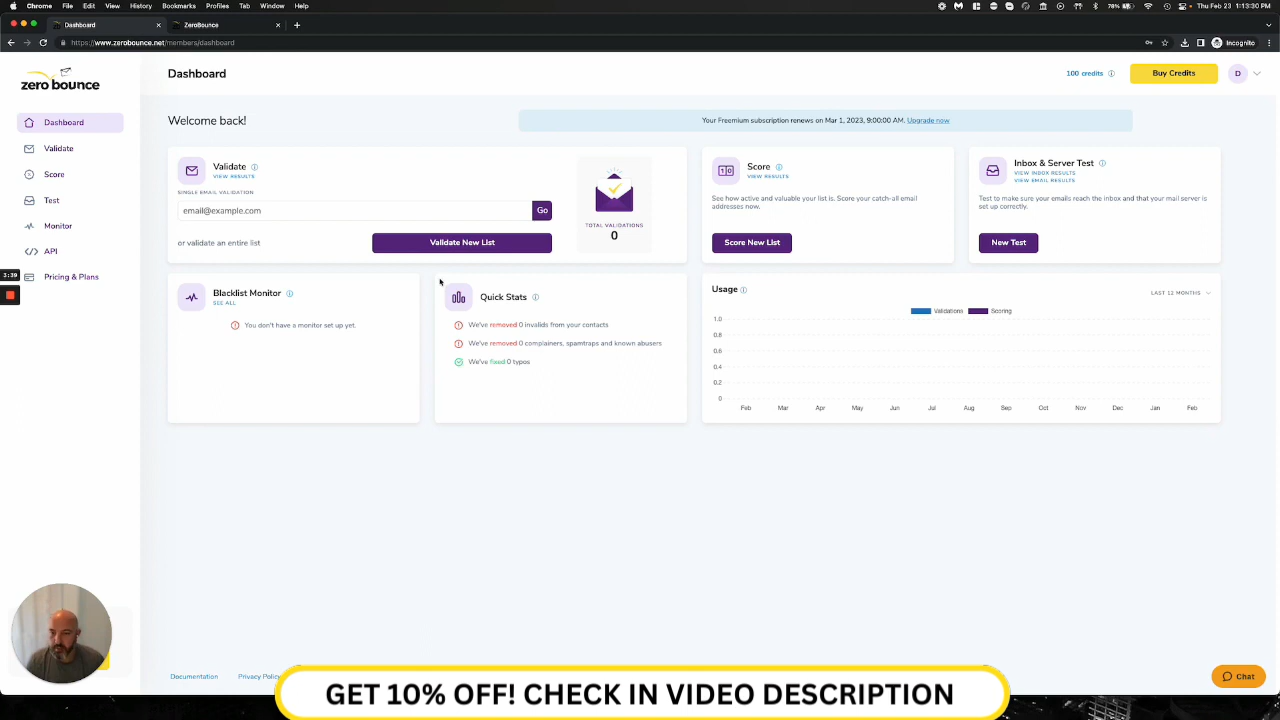 Chrome File Edit View History Bookmarks Profiles Tab Window Help
78% Thu Feb 23 1:13:30 PM
Dashboard
ZeroBounce
https://www.zerobounce.net/members/dashboard
Incognito
zero bounce
Dashboard
100 credits
Buy Credits
D
Dashboard
Validate
Score
Test
Monitor
API
Pricing & Plans
3:39
Welcome back!
Your Freemium subscription renews on Mar 1, 2023, 9:00:00 AM. Upgrade now
Validate
VIEW RESULTS
SINGLE EMAIL VALIDATION
email@example.com
Go
or validate an entire list
Validate New List
TOTAL VALIDATIONS
0
Score
VIEW RESULTS
See how active and valuable your list is. Score your catch-all email
addresses now.
Score New List
Inbox & Server Test
VIEW INBOX RESULTS
VIEW EMAIL RESULTS
Test to make sure your emails reach the inbox and that your mail server is
set up correctly.
New Test
Blacklist Monitor
SEE ALL
You don't have a monitor set up yet.
Quick Stats
We've removed 0 invalids from your contacts
We've removed 0 complainers, spamtraps and known abusers
We've fixed 0 typos
Usage
LAST 12 MONTHS
Validations Scoring
1.0
0.8
0.6
0.4
0.2
0
Feb Mar Apr May Jun Jul Aug Sep Oct Nov Dec Jan Feb
Documentation
Privacy Policy
Chat
GET 10% OFF! CHECK IN VIDEO DESCRIPTION